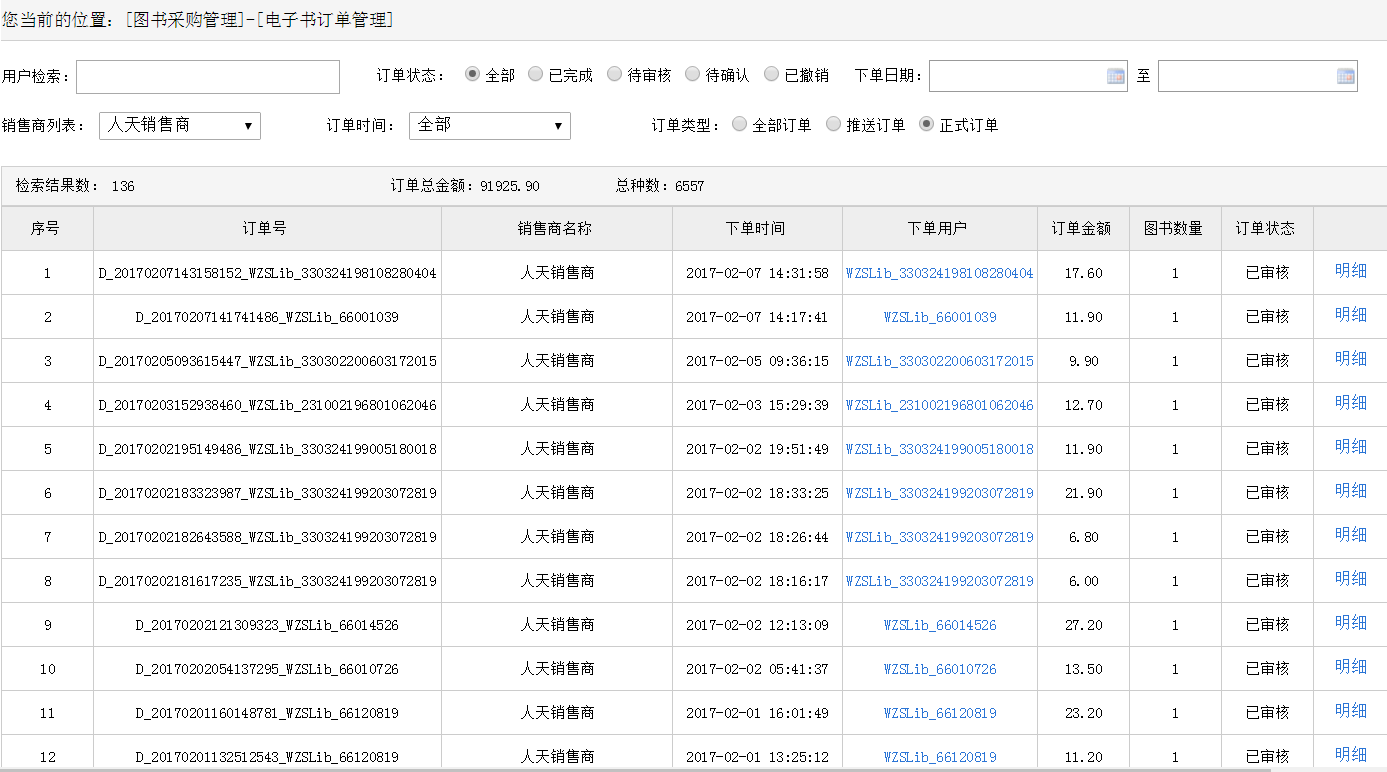 您当前的位置：[图书采购管理]-[电子书订单管理]
用户检索： 订单状态： 全部 已完成 待审核 待确认 已撤销 下单日期： 至
销售商列表： 人天销售商 订单时间： 全部 订单类型： 全部订单 推送订单 正式订单
检索结果数： 136 订单总金额：91925.90 总种数：6557
序号 订单号 销售商名称 下单时间 下单用户 订单金额 图书数量 订单状态
1 D_20170207143158152_WZSLib_330324198108280404 人天销售商 2017-02-07 14:31:58 WZSLib_330324198108280404 17.60 1 已审核 明细
2 D_20170207141741486_WZSLib_66001039 人天销售商 2017-02-07 14:17:41 WZSLib_66001039 11.90 1 已审核 明细
3 D_20170205093615447_WZSLib_330302200603172015 人天销售商 2017-02-05 09:36:15 WZSLib_330302200603172015 9.90 1 已审核 明细
4 D_20170203152938460_WZSLib_231002196801062046 人天销售商 2017-02-03 15:29:39 WZSLib_231002196801062046 12.70 1 已审核 明细
5 D_20170202195149486_WZSLib_330324199005180018 人天销售商 2017-02-02 19:51:49 WZSLib_330324199005180018 11.90 1 已审核 明细
6 D_20170202183323987_WZSLib_330324199203072819 人天销售商 2017-02-02 18:33:25 WZSLib_330324199203072819 21.90 1 已审核 明细
7 D_20170202182643588_WZSLib_330324199203072819 人天销售商 2017-02-02 18:26:44 WZSLib_330324199203072819 6.80 1 已审核 明细
8 D_20170202181617235_WZSLib_330324199203072819 人天销售商 2017-02-02 18:16:17 WZSLib_330324199203072819 6.00 1 已审核 明细
9 D_20170202121309323_WZSLib_66014526 人天销售商 2017-02-02 12:13:09 WZSLib_66014526 27.20 1 已审核 明细
10 D_20170202054137295_WZSLib_66010726 人天销售商 2017-02-02 05:41:37 WZSLib_66010726 13.50 1 已审核 明细
11 D_20170201160148781_WZSLib_66120819 人天销售商 2017-02-01 16:01:49 WZSLib_66120819 23.20 1 已审核 明细
12 D_20170201132512543_WZSLib_66120819 人天销售商 2017-02-01 13:25:12 WZSLib_66120819 11.20 1 已审核 明细